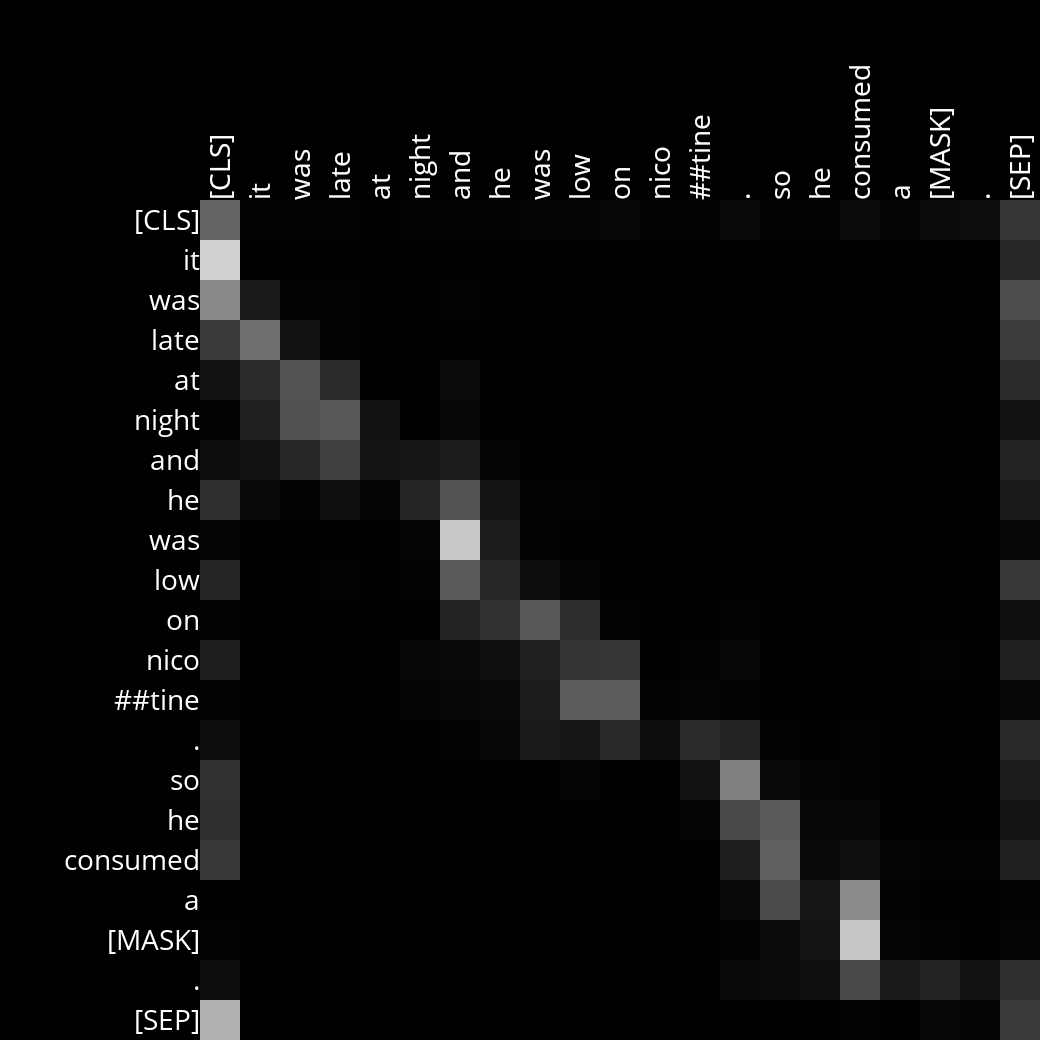 [CLS] it was late at night and he was low on nico ##tine . so he consumed a [MASK] . [SEP]
[CLS]
it
was
late
at
night
and
he
was
low
on
nico
##tine
.
so
he
consumed
a
[MASK]
.
[SEP]